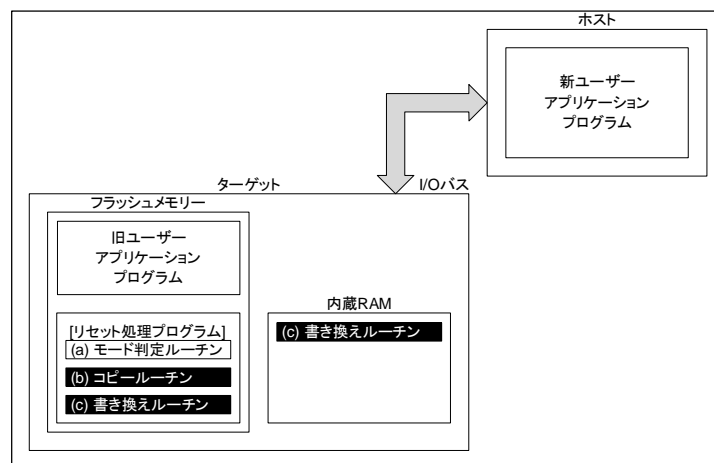 ホスト
新ユーザー
アプリケーション
プログラム
ターゲット
I/Oバス
フラッシュメモリー
旧ユーザー
アプリケーション
プログラム
内蔵RAM
[リセット処理プログラム]
(a) モード判定ルーチン
(b) コピールーチン
(c) 書き換えルーチン
(c) 書き換えルーチン